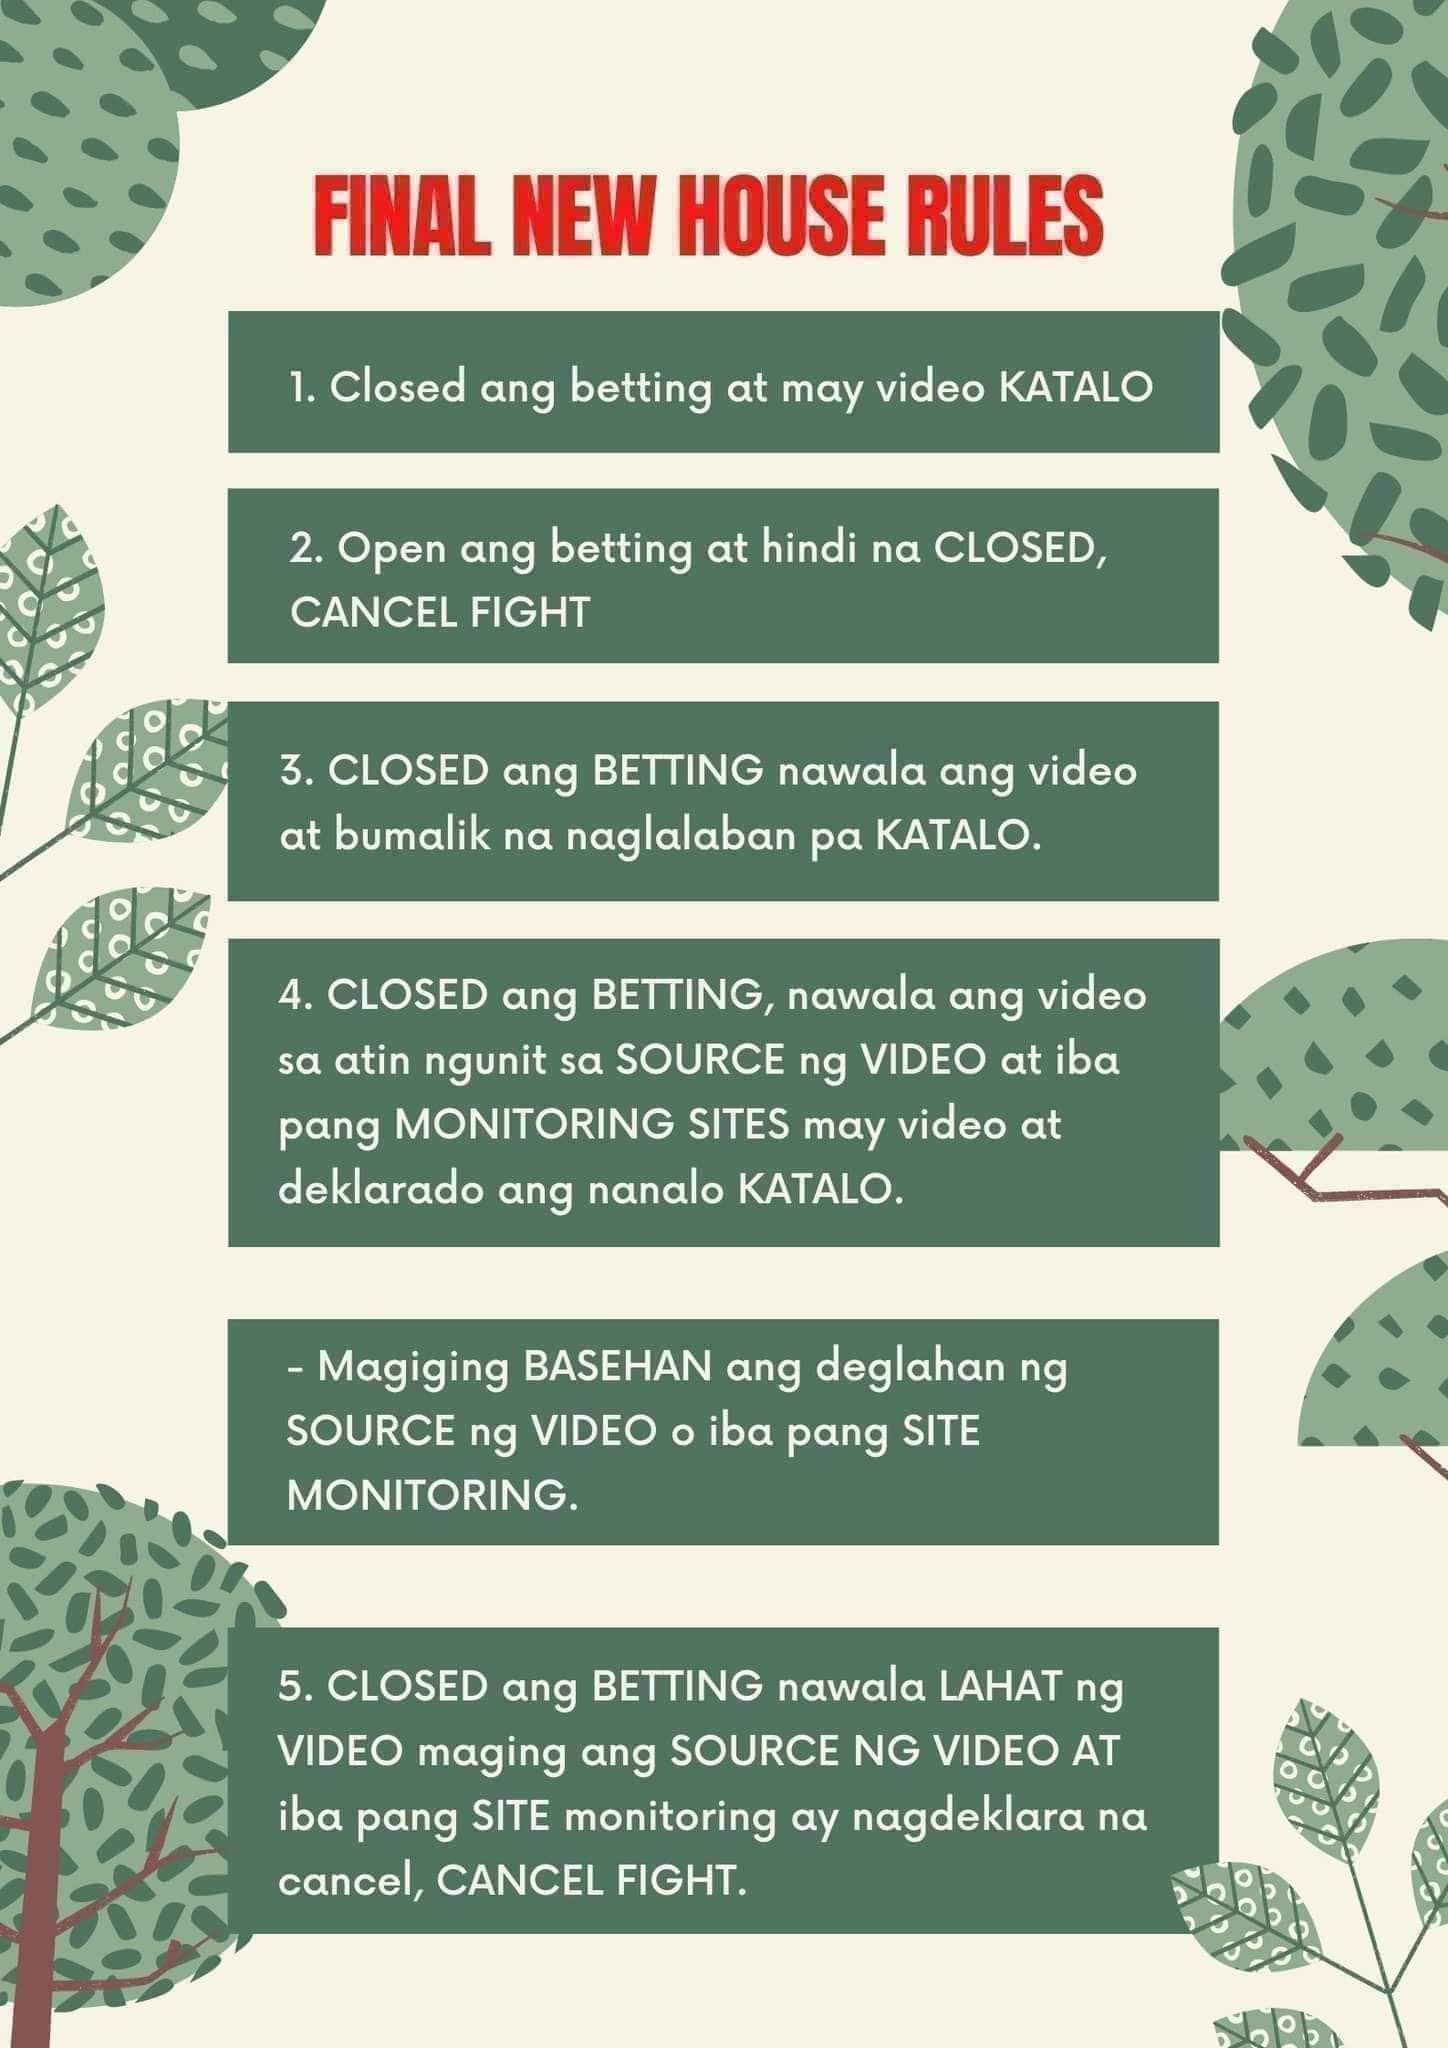 FINAL NEW HOUSE RULES
1. Closed ang betting at may video KATALO
2. Open ang betting at hindi na CLOSED,
CANCEL FIGHT
3. CLOSED ang BETTING nawala ang video
at bumalik na naglalaban pa KATALO.
4. CLOSED ang BETTING, nawala ang video
sa atin ngunit sa SOURCE ng VIDEO at iba
pang MONITORING SITES may video at
deklarado ang nanalo KATALO.
- Magiging BASEHAN ang deglahan ng
SOURCE ng VIDEO o iba pang SITE
MONITORING.
5. CLOSED ang BETTING nawala LAHAT ng
VIDEO maging ang SOURCE NG VIDEO AT
iba pang SITE monitoring ay nagdeklara na
cancel, CANCEL FIGHT.